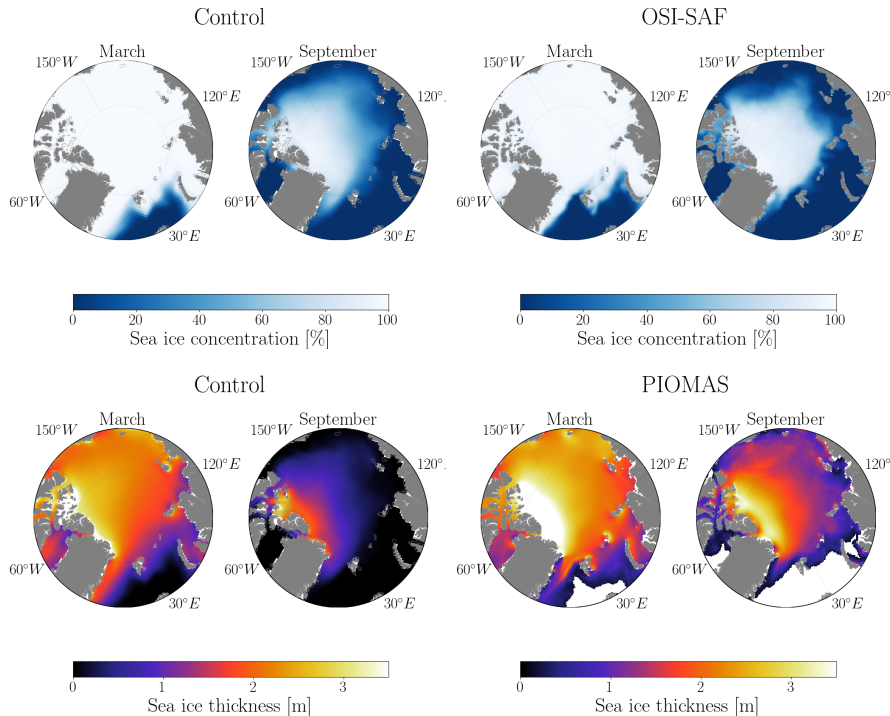 Control
OSI-SAF
March
September
March
September
150°W
120°E
60°W
30°E
150°W
120°
60°W
30°E
150°W
120°E
60°W
30°E
150°W
120°
60°W
30°E
0 20 40 60 80 100
Sea ice concentration [%]
0 20 40 60 80 100
Sea ice concentration [%]
Control
PIOMAS
March
September
March
September
150°W
120°E
60°W
30°E
150°W
120°
60°W
30°E
150°W
120°E
60°W
30°E
150°W
120°
60°W
30°E
0 1 2 3
Sea ice thickness [m]
0 1 2 3
Sea ice thickness [m]